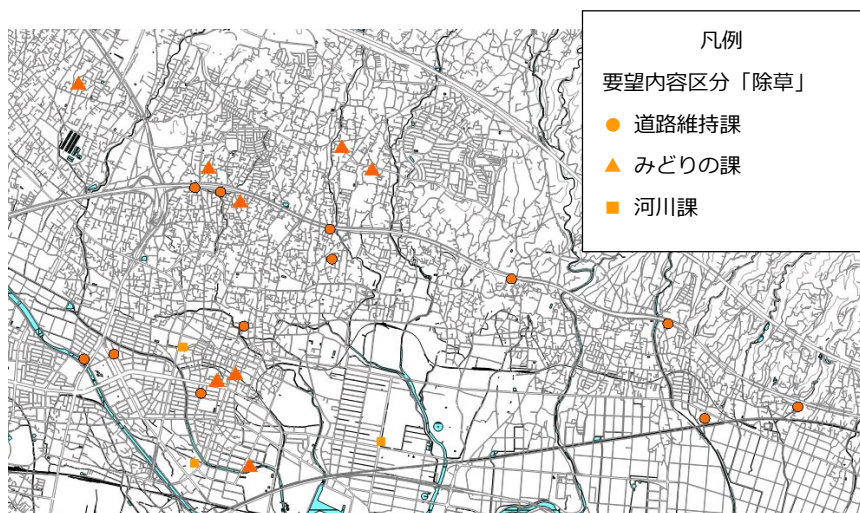 凡例
要望内容区分「除草」
道路維持課
みどりの課
河川課